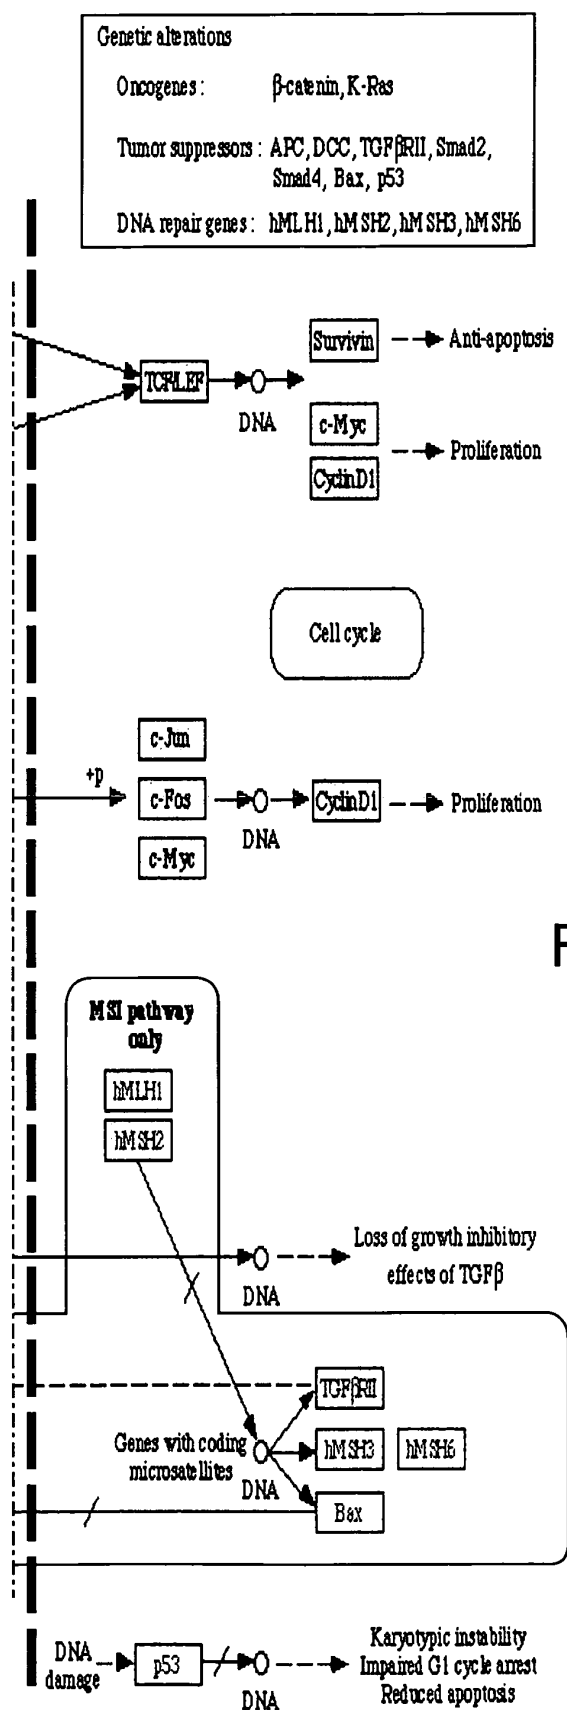 Genetic alterations
Oncogenes : β-catenin, K-Ras
Tumor suppressors : APC, DCC, TGFβRII, Smad2,
Smad4, Bax, p53
DNA repair genes : hMLH1, hMSH2, hMSH3, hMSH6
Survivin
Anti-apoptosis
TCF/LEF
DNA
c-Myc
Proliferation
CyclinD1
Cell cycle
c-Jun
+p
c-Fos
CyclinD1
Proliferation
DNA
c-Myc
F
MSI pathway
only
hMLH1
hMSH2
Loss of growth inhibitory
effects of TGFβ
DNA
TGFβRII
Genes with coding
microsatellites
hMSH3
hMSH6
DNA
Bax
DNA
damage
p53
DNA
Karyotypic instability
Impaired G1 cycle arrest
Reduced apoptosis